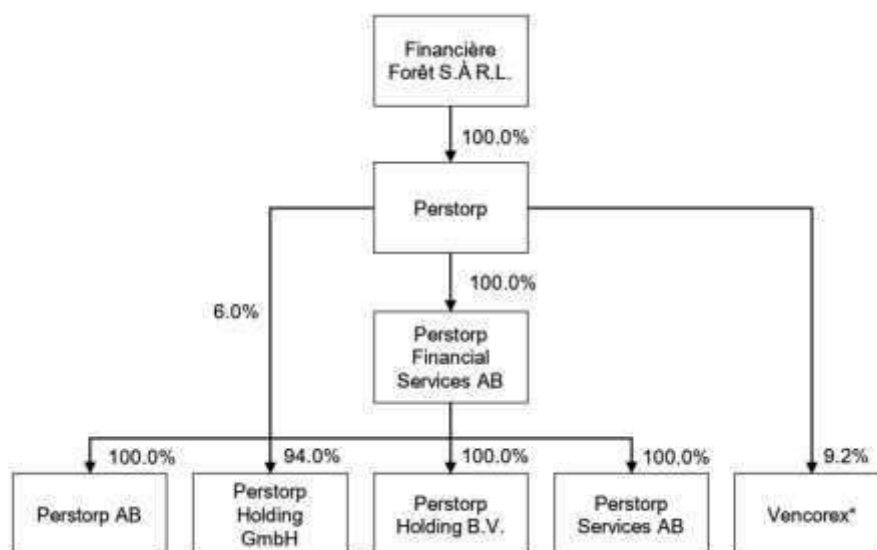 Financière
Forêt S.À R.L.
100.0%
Perstorp
100.0%
6.0%
Perstorp
Financial
Services AB
100.0%
94.0%
100.0%
100.0%
9.2%
Perstorp AB
Perstorp
Holding
GmbH
Perstorp
Holding B.V.
Perstorp
Services AB
Vencorex*